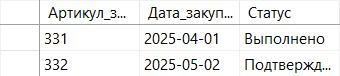 Артикул_з... Дата_закуп... Статус
331 2025-04-01 Выполнено
332 2025-05-02 Подтвержд...